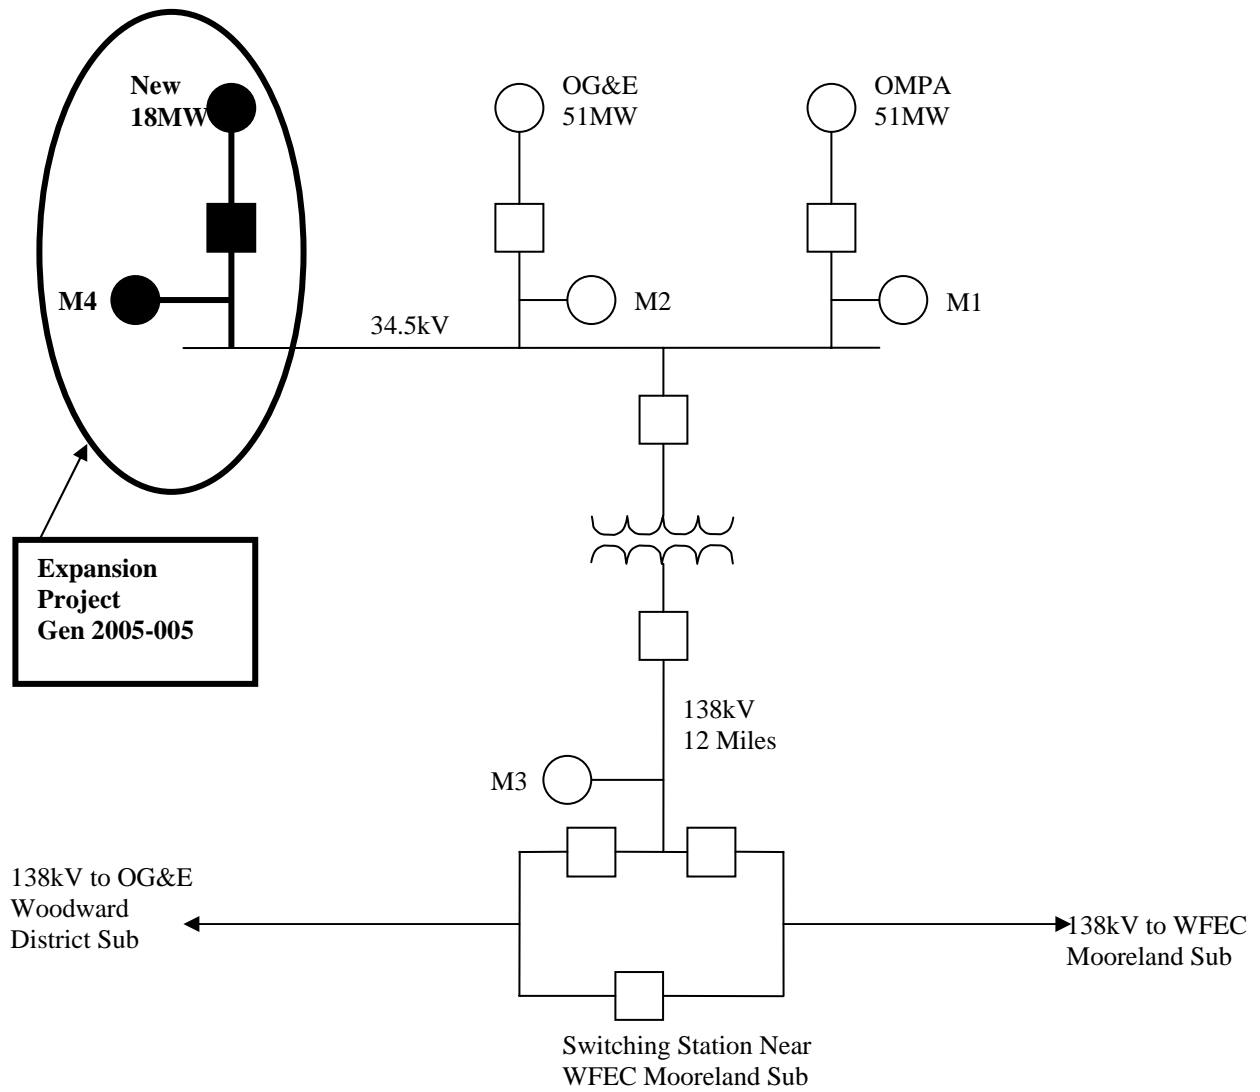 New
18MW
OG&E
51MW
OMPA
51MW
M4
M2
M1
34.5kV
Expansion
Project
Gen 2005-005
138kV
12 Miles
M3
138kV to OG&E
Woodward
District Sub
138kV to WFEC
Mooreland Sub
Switching Station Near
WFEC Mooreland Sub